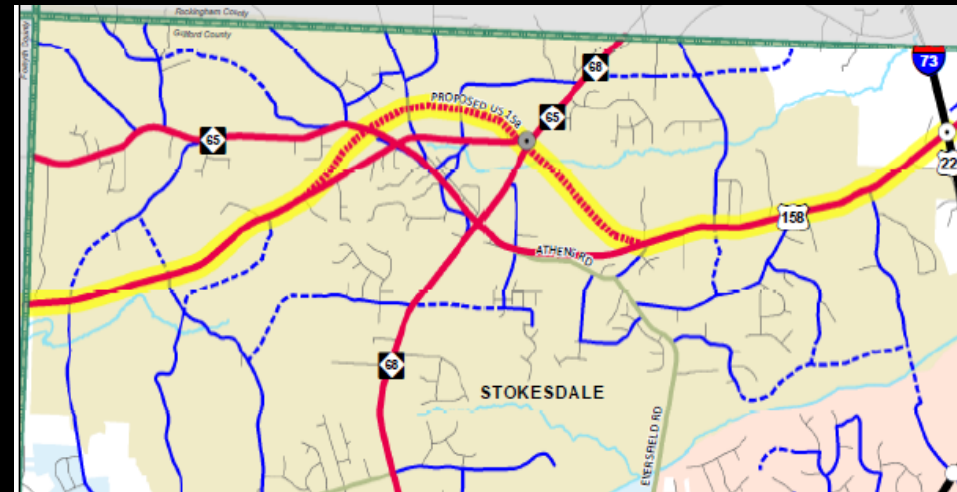 Rockingham County
Guilford County
Forsyth County
73
68
PROPOSED US 158
65
65
22
158
ATHENS RD
68
STOKESDALE
EVERSFIELD RD